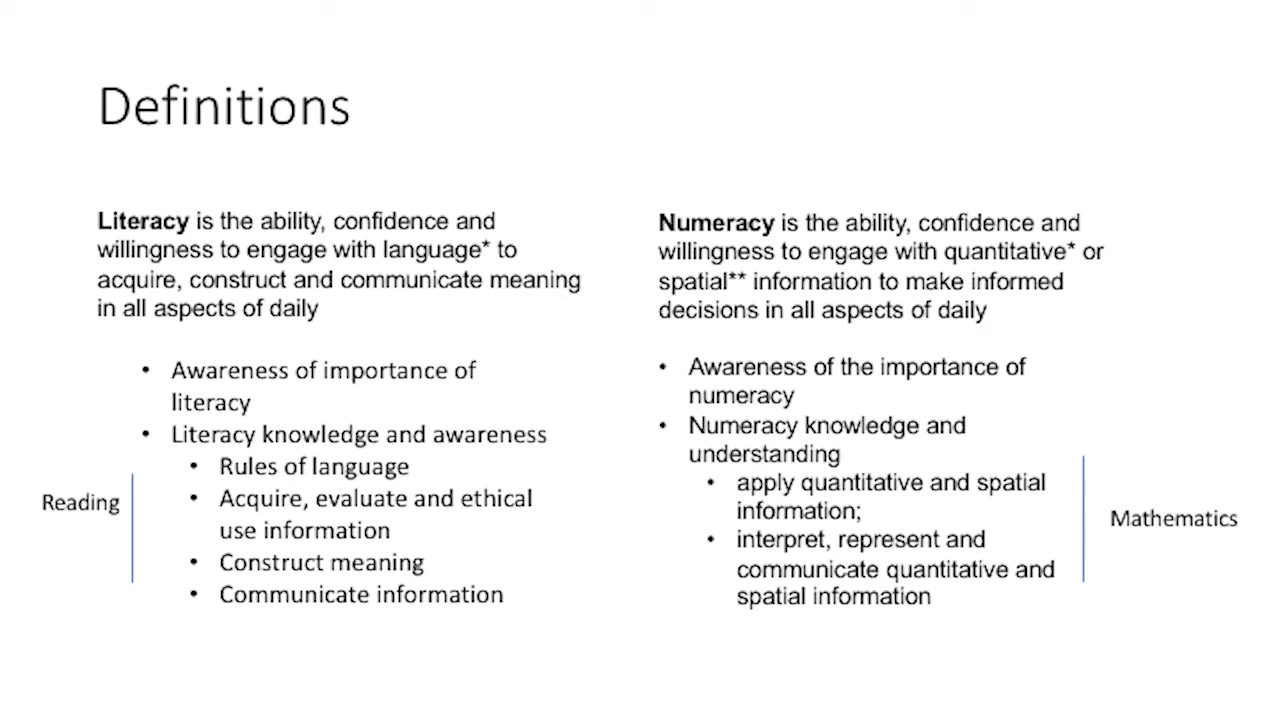 Definitions
Literacy is the ability, confidence and
willingness to engage with language* to
acquire, construct and communicate meaning
in all aspects of daily
• Awareness of importance of
literacy
• Literacy knowledge and awareness
• Rules of language
• Acquire, evaluate and ethical
use information
• Construct meaning
• Communicate information
Reading
Numeracy is the ability, confidence and
willingness to engage with quantitative* or
spatial** information to make informed
decisions in all aspects of daily
• Awareness of the importance of
numeracy
• Numeracy knowledge and
understanding
• apply quantitative and spatial
information;
• interpret, represent and
communicate quantitative and
spatial information
Mathematics